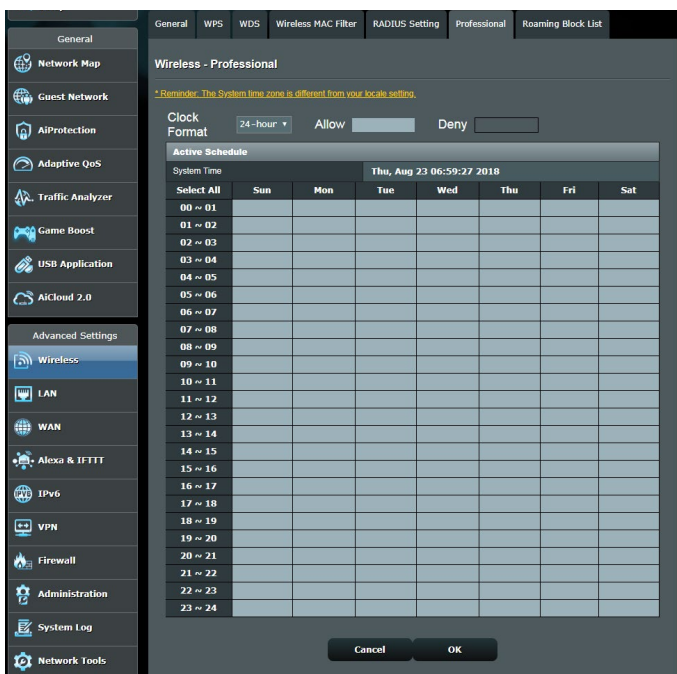 General
Network Map
Guest Network
AiProtection
Adaptive QoS
Traffic Analyzer
Game Boost
USB Application
AiCloud 2.0
Advanced Settings
Wireless
LAN
WAN
Alexa & IFTTT
IPv6
VPN
Firewall
Administration
System Log
Network Tools
General WPS WDS Wireless MAC Filter RADIUS Setting Professional Roaming Block List
Wireless - Professional
* Reminder: The System time zone is different from your locale setting.
Clock Format 24-hour Allow Deny
Active Schedule
System Time Thu, Aug 23 06:59:27 2018
Select All Sun Mon Tue Wed Thu Fri Sat
00 ~ 01
01 ~ 02
02 ~ 03
03 ~ 04
04 ~ 05
05 ~ 06
06 ~ 07
07 ~ 08
08 ~ 09
09 ~ 10
10 ~ 11
11 ~ 12
12 ~ 13
13 ~ 14
14 ~ 15
15 ~ 16
16 ~ 17
17 ~ 18
18 ~ 19
19 ~ 20
20 ~ 21
21 ~ 22
22 ~ 23
23 ~ 24
Cancel OK